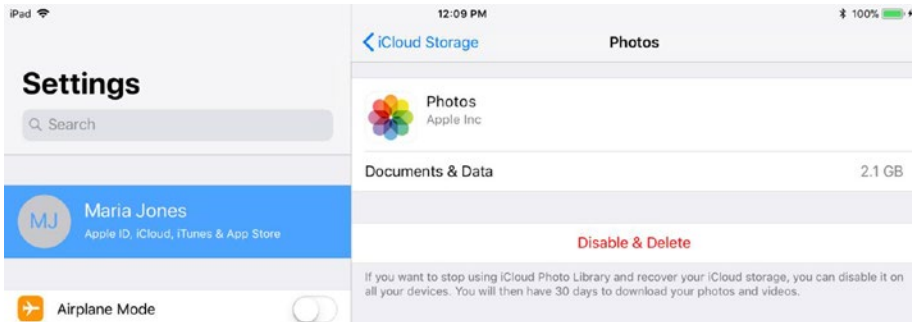 iPad 12:09 PM 100%
iCloud Storage Photos
Settings
Search
Photos
Apple Inc
Documents & Data 2.1 GB
MJ
Maria Jones
Apple ID, iCloud, iTunes & App Store
Disable & Delete
If you want to stop using iCloud Photo Library and recover your iCloud storage, you can disable it on
all your devices. You will then have 30 days to download your photos and videos.
Airplane Mode